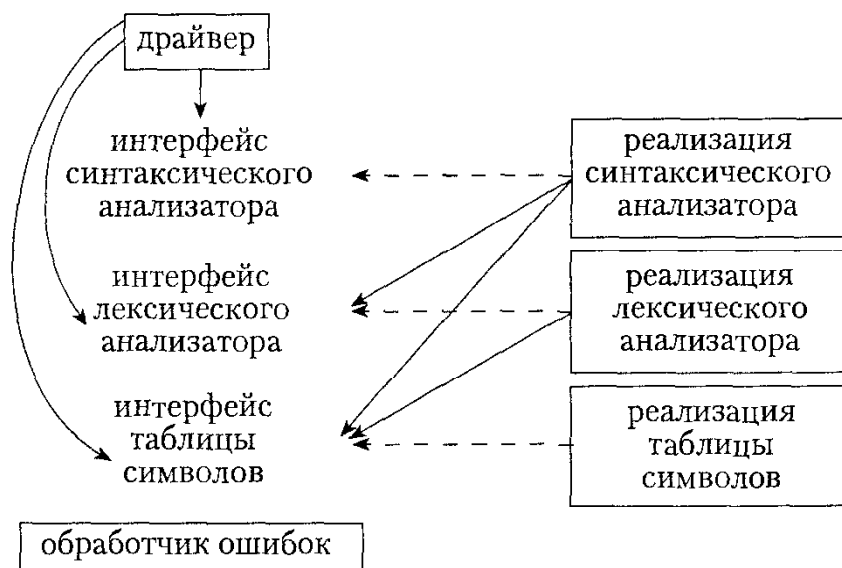 драйвер
интерфейс
синтаксического
анализатора
реализация
синтаксического
анализатора
интерфейс
лексического
анализатора
реализация
лексического
анализатора
интерфейс
таблицы
символов
реализация
таблицы
символов
обработчик ошибок